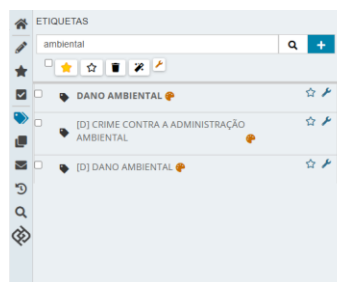 ETIQUETAS
ambiental
DANO AMBIENTAL
[D] CRIME CONTRA A ADMINISTRAÇÃO
AMBIENTAL
[D] DANO AMBIENTAL